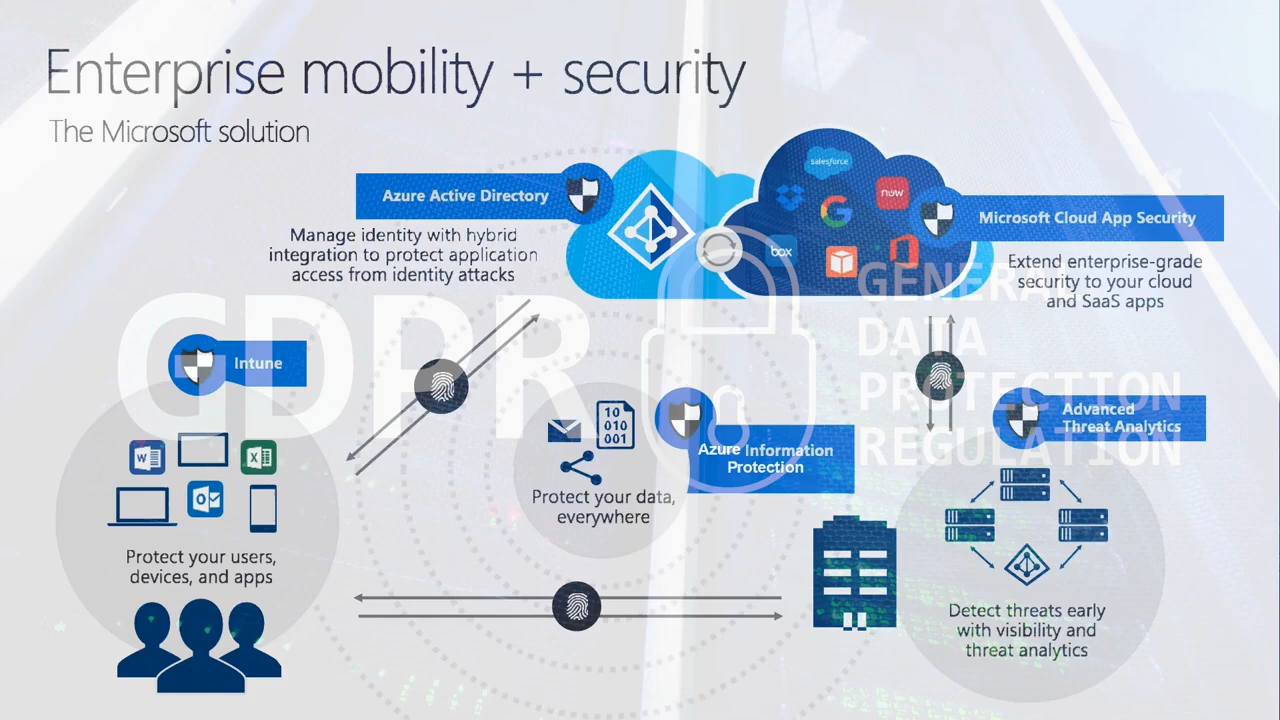 Enterprise mobility + security
The Microsoft solution
Azure Active Directory
Manage identity with hybrid
integration to protect application
access from identity attacks
salesforce
now
G
box
Microsoft Cloud App Security
Extend enterprise-grade
security to your cloud
and SaaS apps
GDPR
GENERAL
DATA
PROTECTION
REGULATION
Intune
W
X
O
Protect your users,
devices, and apps
10
010
001
Azure Information
Protection
Protect your data,
everywhere
Advanced
Threat Analytics
Detect threats early
with visibility and
threat analytics